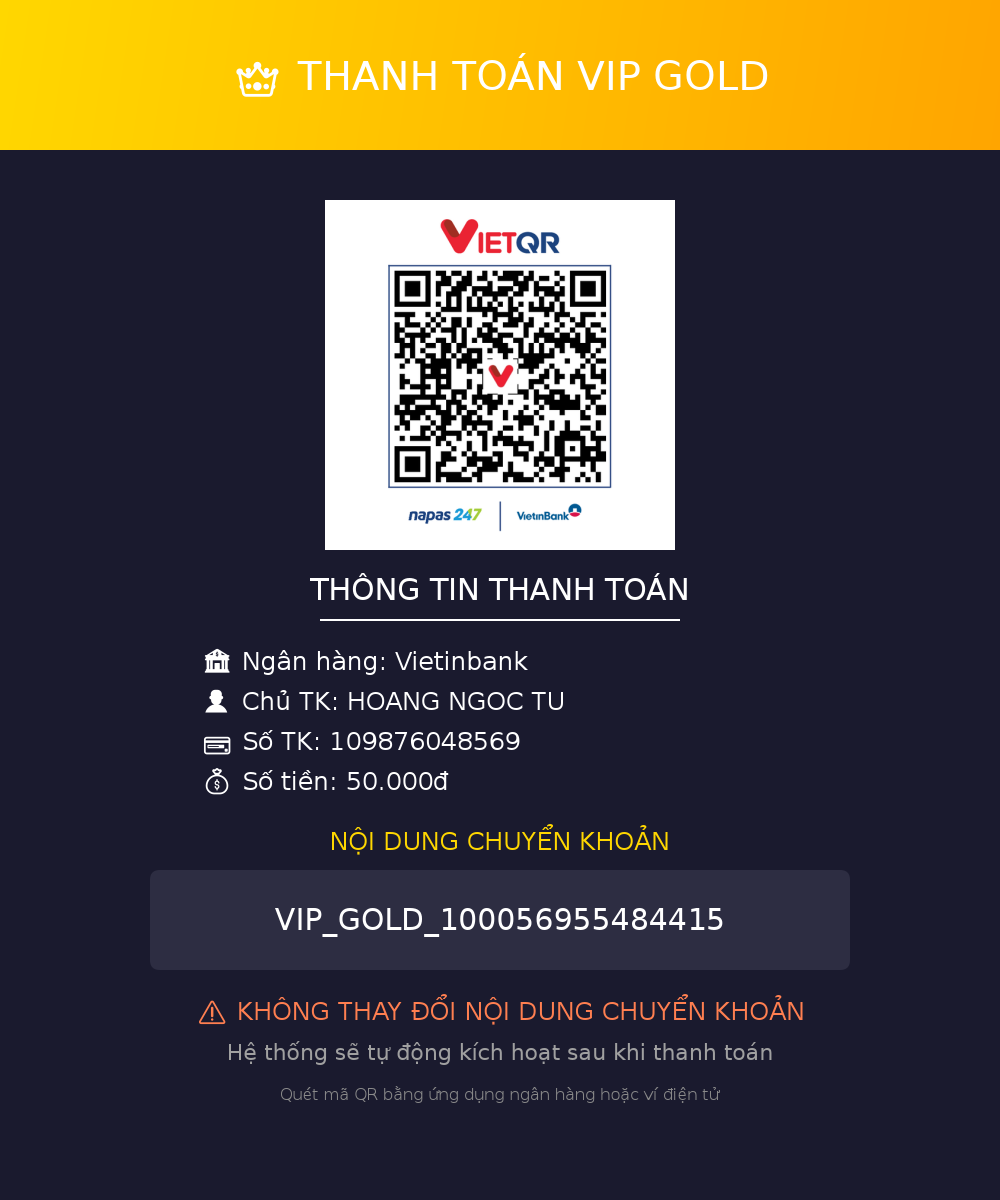 THANH TOÁN VIP GOLD
VIETQR
napas 247 | VietinBank
THÔNG TIN THANH TOÁN
Ngân hàng: Vietinbank
Chủ TK: HOANG NGOC TU
Số TK: 109876048569
Số tiền: 50.000đ
NỘI DUNG CHUYỂN KHOẢN
VIP_GOLD_100056955484415
KHÔNG THAY ĐỔI NỘI DUNG CHUYỂN KHOẢN
Hệ thống sẽ tự động kích hoạt sau khi thanh toán
Quét mã QR bằng ứng dụng ngân hàng hoặc ví điện tử